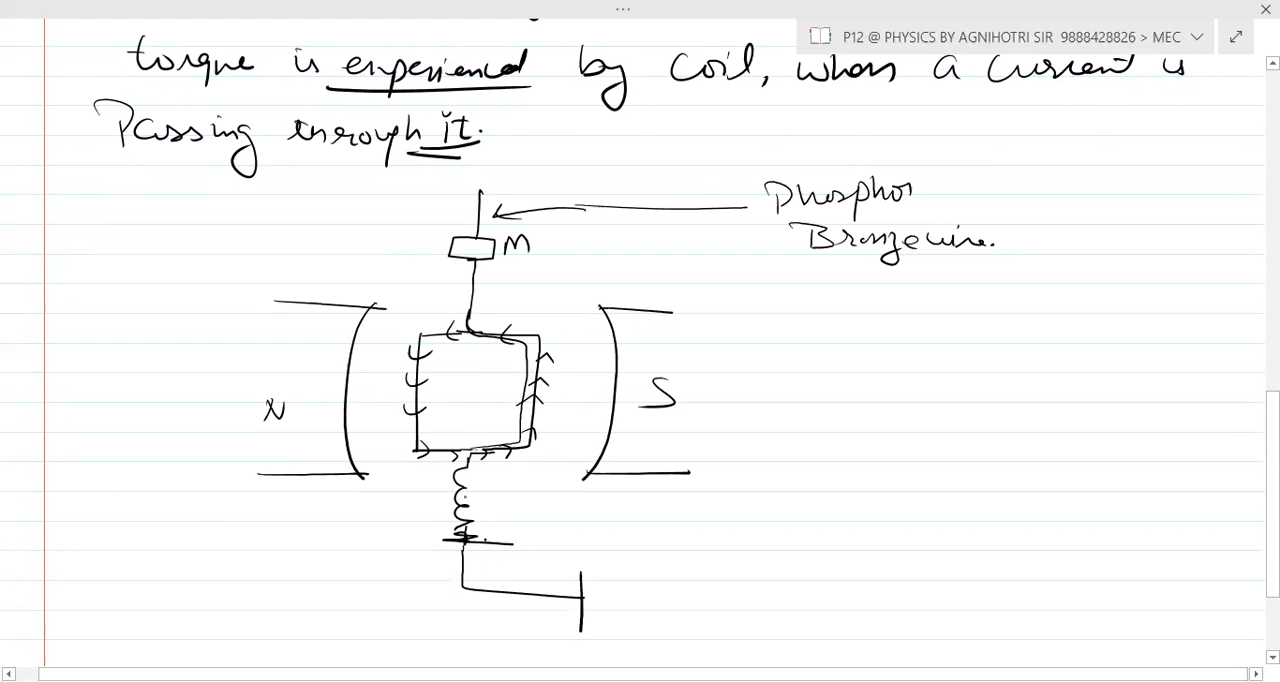 P12 @ PHYSICS BY AGNIHOTRI SIR 9888428826 > MEC
torque is experienced by coil, when a current is
Passing through it.
Phosphor
Bronze wire.
M
N
S